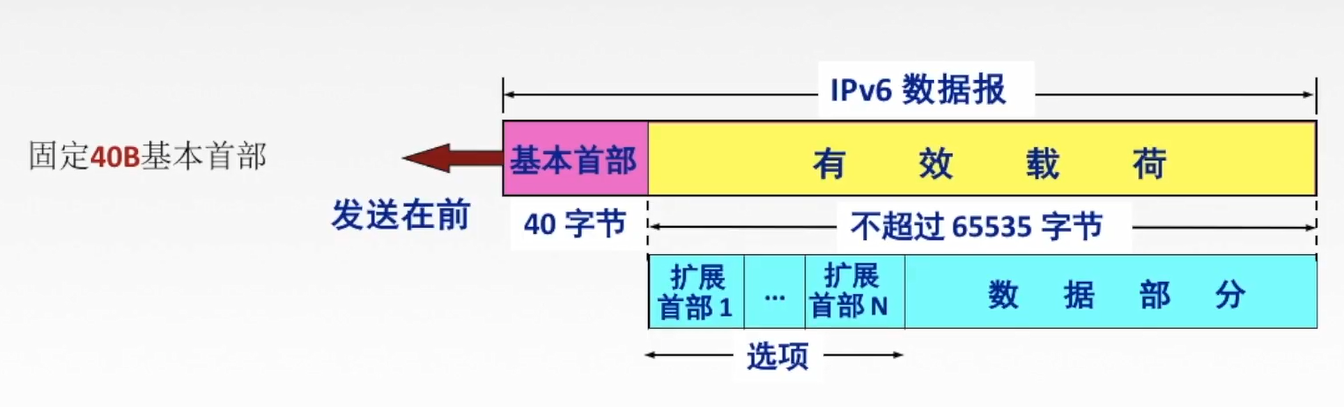 IPv6 数据报
固定40B基本首部
基本首部
有 效 载 荷
发送在前
40 字节
不超过 65535 字节
扩展
首部 1
...
扩展
首部 N
数 据 部 分
选项